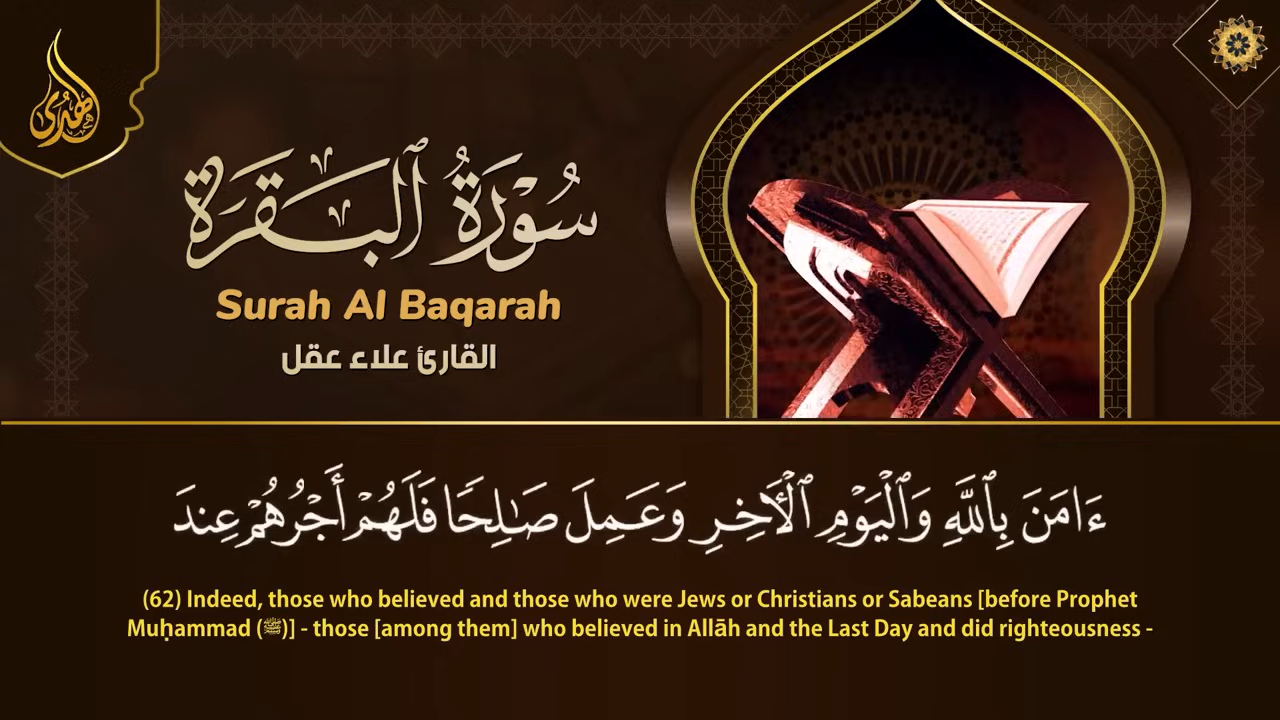 هدى
سُورَةُ ٱلْبَقَرَة
Surah Al Baqarah
القارئ علاء عقل
ءَامَنَ بِٱللَّهِ وَٱلْيَوْمِ ٱلْأَخِرِ وَعَمِلَ صَـٰلِحًا فَلَهُمْ أَجْرُهُمْ عِندَ
(62) Indeed, those who believed and those who were Jews or Christians or Sabeans [before Prophet
Muḥammad (ﷺ)] - those [among them] who believed in Allāh and the Last Day and did righteousness -